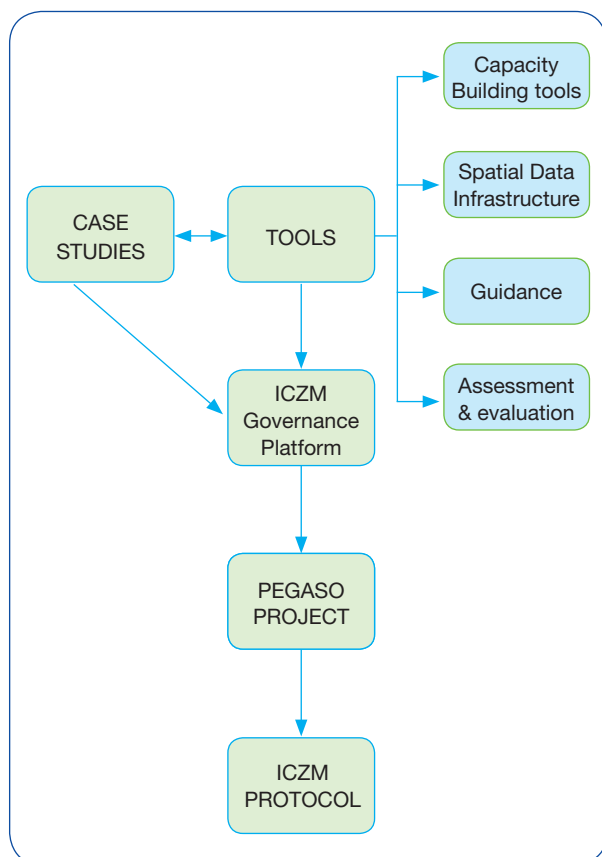 Capacity
Building tools
Spatial Data
Infrastructure
CASE
STUDIES
TOOLS
Guidance
Assessment
& evaluation
ICZM
Governance
Platform
PEGASO
PROJECT
ICZM
PROTOCOL